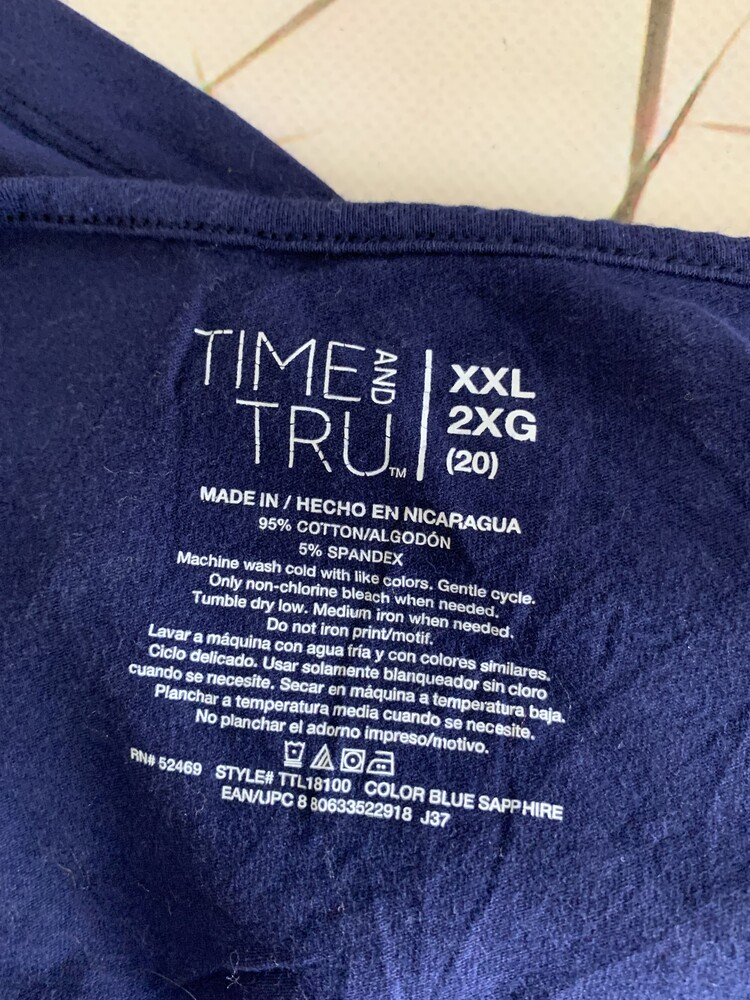 TIME AND
TRU™
XXL
2XG
(20)
MADE IN / HECHO EN NICARAGUA
95% COTTON/ALGODÓN
5% SPANDEX
Machine wash cold with like colors. Gentle cycle.
Only non-chlorine bleach when needed.
Tumble dry low. Medium iron when needed.
Do not iron print/motif.
Lavar a máquina con agua fría y con colores similares.
Ciclo delicado. Usar solamente blanqueador sin cloro
cuando se necesite. Secar en máquina a temperatura baja.
Planchar a temperatura media cuando se necesite.
No planchar el adorno impreso/motivo.
RN# 52469 STYLE# TTL18100 COLOR BLUE SAPPHIRE
EAN/UPC 8 80633522918 J37